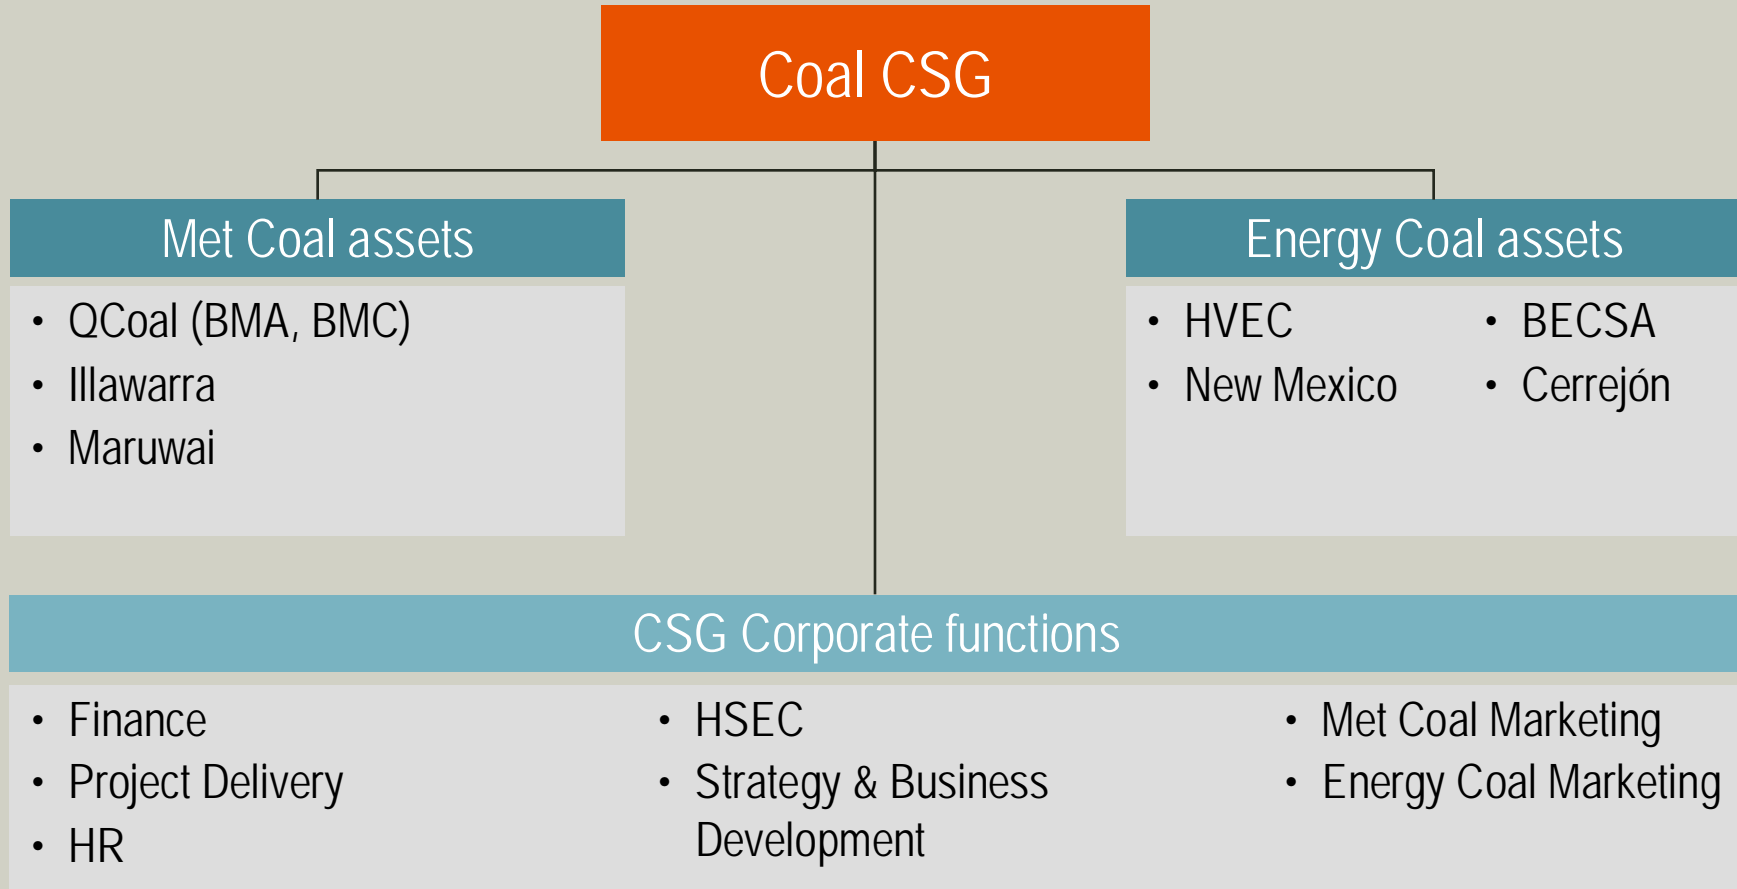 Coal CSG
Met Coal assets
• QCoal (BMA, BMC)
• Illawarra
• Maruwai
Energy Coal assets
• HVEC
• New Mexico
• BECSA
• Cerrejón
CSG Corporate functions
• Finance
• Project Delivery
• HR
• HSEC
• Strategy & Business
Development
• Met Coal Marketing
• Energy Coal Marketing